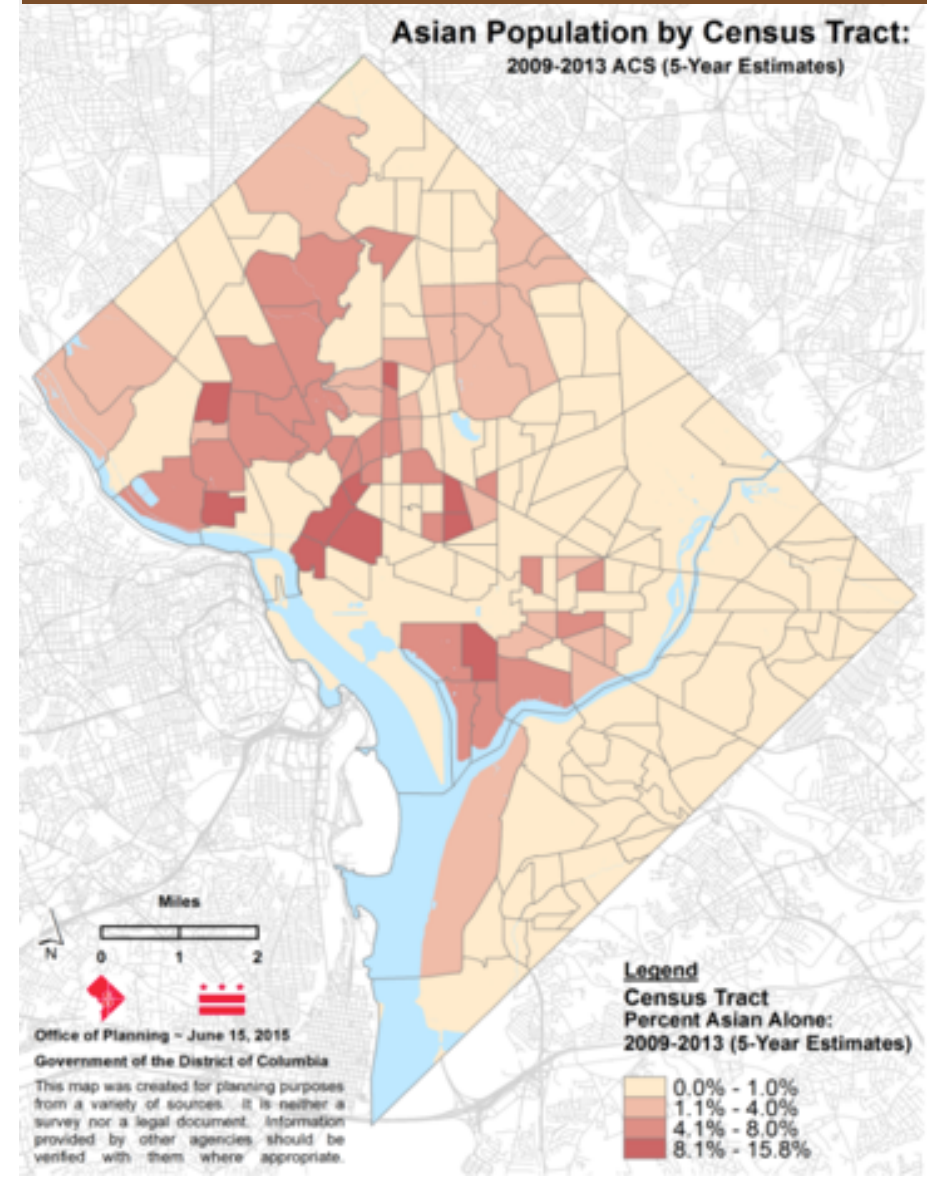 Asian Population by Census Tract:
2009-2013 ACS (5-Year Estimates)
Miles
N
0 1 2
Office of Planning ~ June 15, 2015
Government of the District of Columbia
This map was created for planning purposes
from a variety of sources. It is neither a
survey nor a legal document. Information
provided by other agencies should be
verified with them where appropriate.
Legend
Census Tract
Percent Asian Alone:
2009-2013 (5-Year Estimates)
0.0% - 1.0%
1.1% - 4.0%
4.1% - 8.0%
8.1% - 15.8%